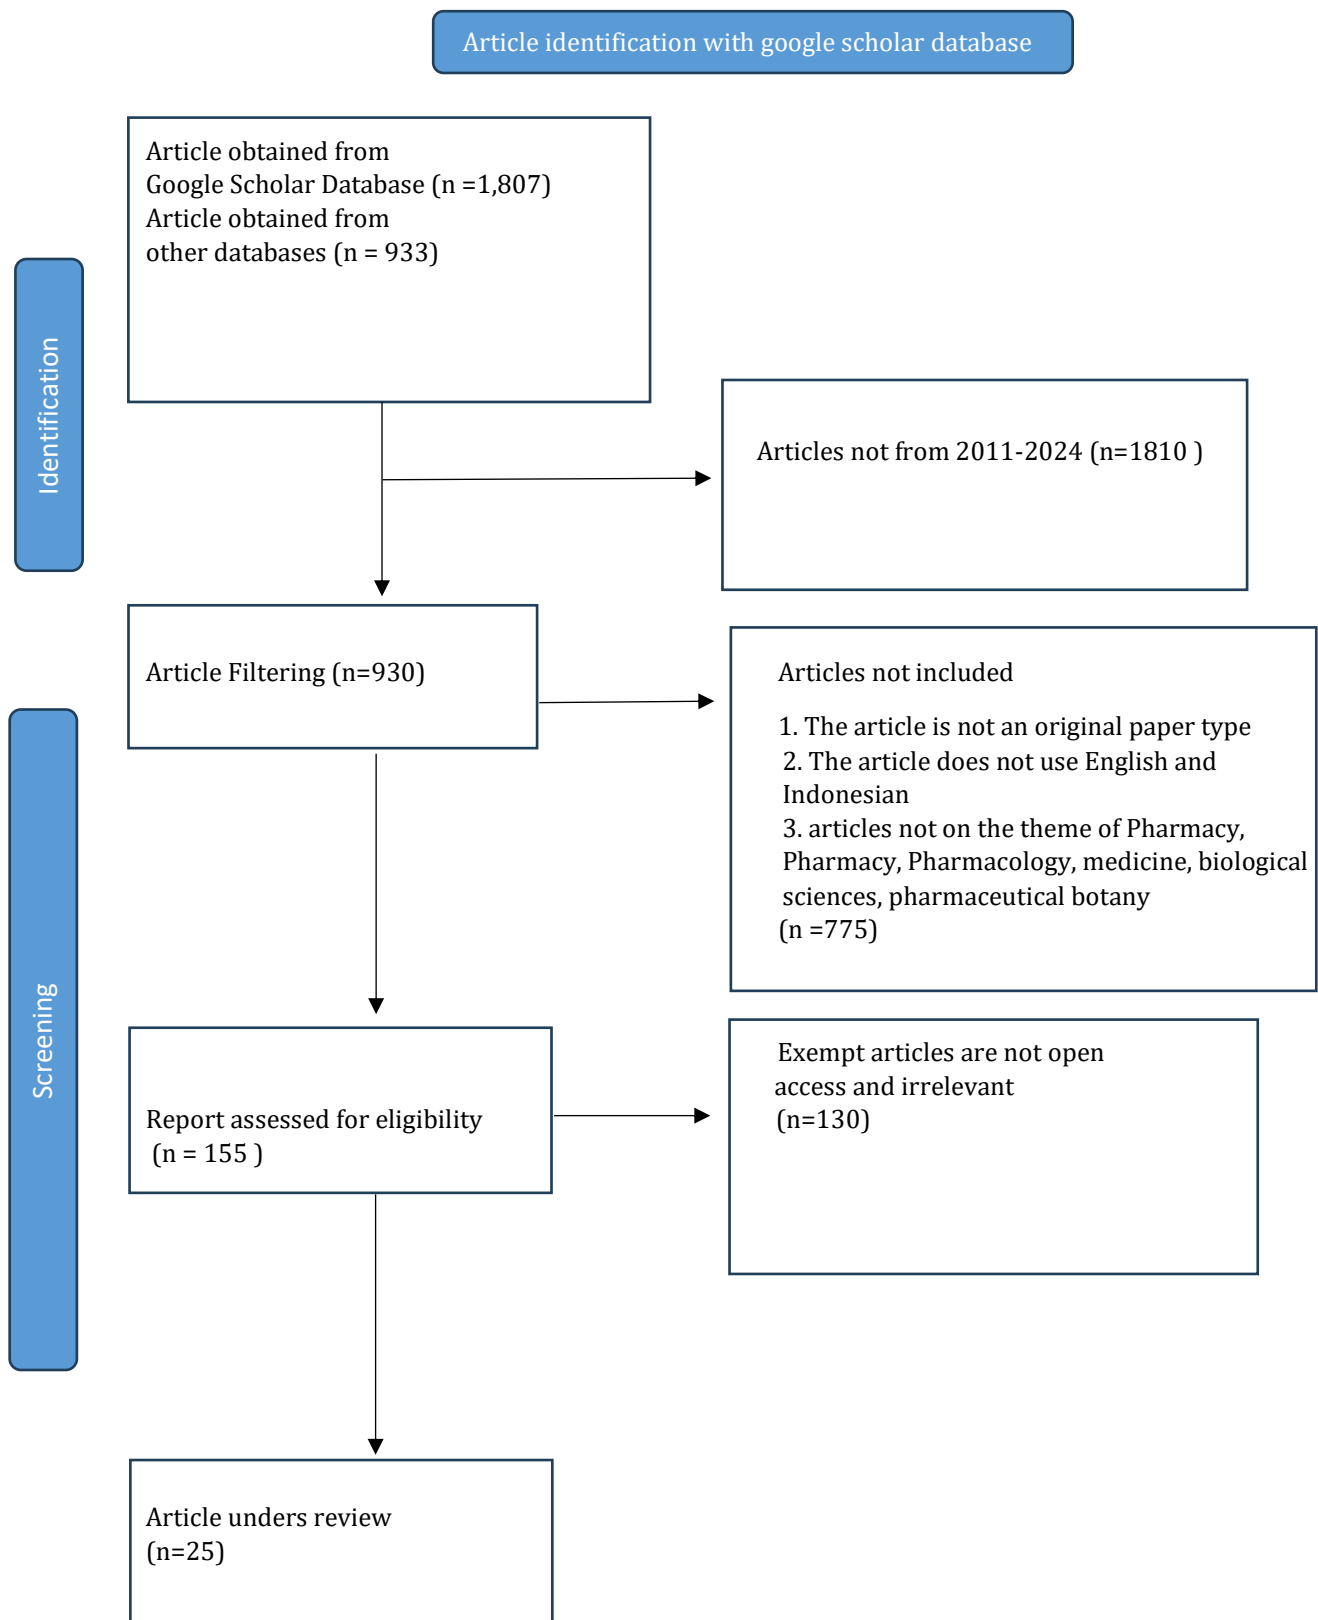 Article identification with google scholar database
Article obtained from
Google Scholar Database (n =1,807)
Article obtained from
other databases (n = 933)
Identification
Articles not from 2011-2024 (n=1810 )
Article Filtering (n=930)
Articles not included
1. The article is not an original paper type
2. The article does not use English and
Indonesian
3. articles not on the theme of Pharmacy,
Pharmacy, Pharmacology, medicine, biological
sciences, pharmaceutical botany
(n =775)
Screening
Report assessed for eligibility
(n = 155 )
Exempt articles are not open
access and irrelevant
(n=130)
Article unders review
(n=25)